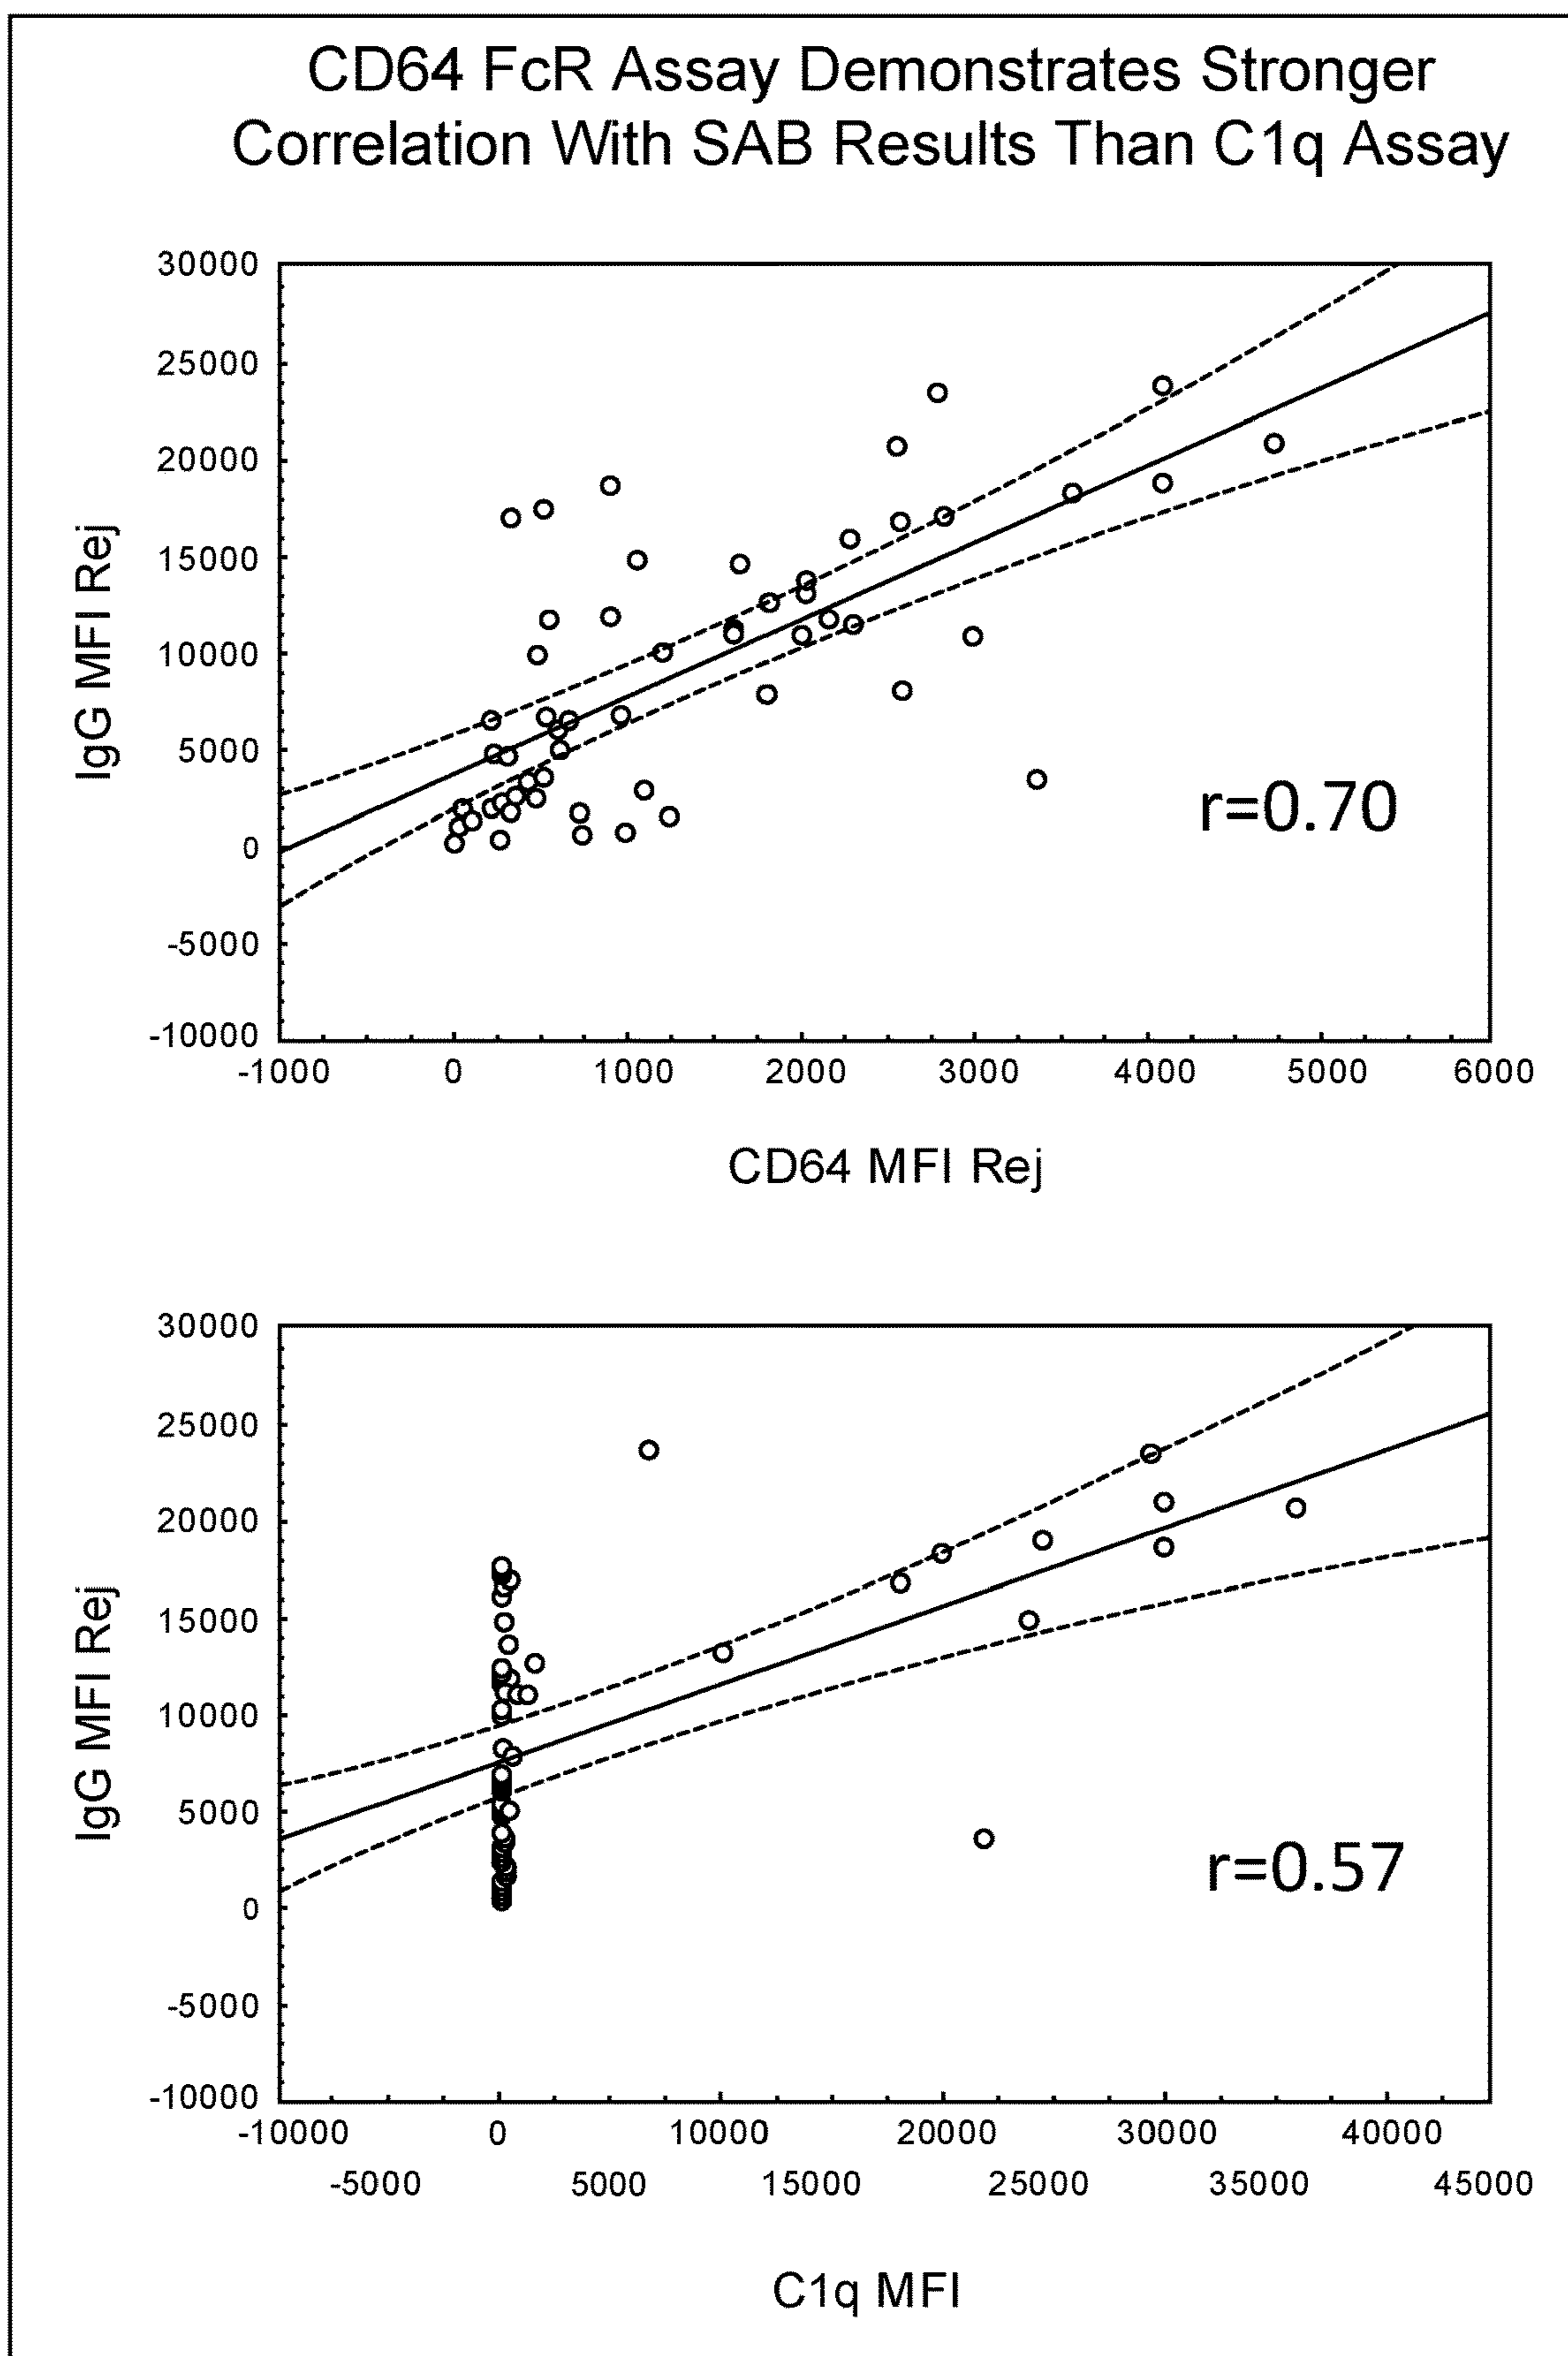 CD64 FcR Assay Demonstrates Stronger
Correlation With SAB Results Than C1q Assay
30000
25000
20000
15000
10000
5000
0
-5000
-10000
IgG MFI Rej
r=0.70
-1000 0 1000 2000 3000 4000 5000 6000
CD64 MFI Rej
30000
25000
20000
15000
10000
5000
0
-5000
-10000
IgG MFI Rej
r=0.57
-10000 0 10000 20000 30000 40000
-5000 5000 15000 25000 35000 45000
C1q MFI